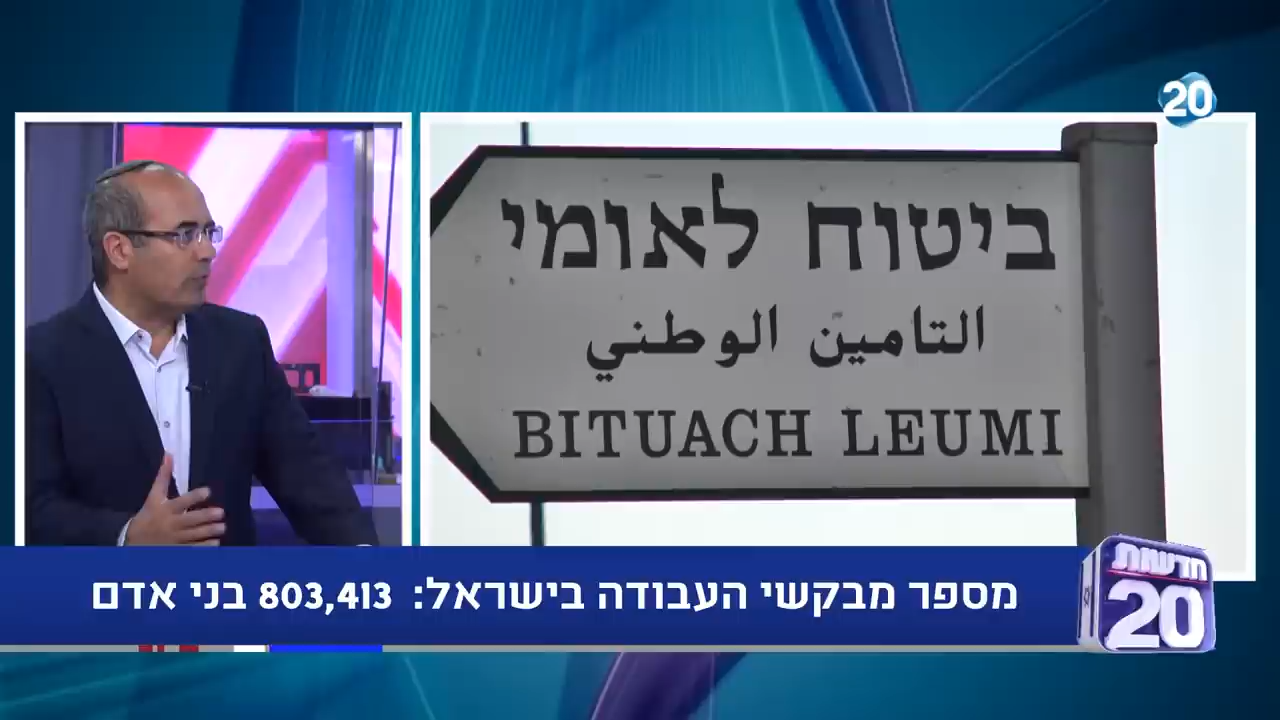 20
ביטוח לאומי
التامين الوطني
BITUACH LEUMI
מספר מבקשי העבודה בישראל: 803,413 בני אדם
חדשות
20